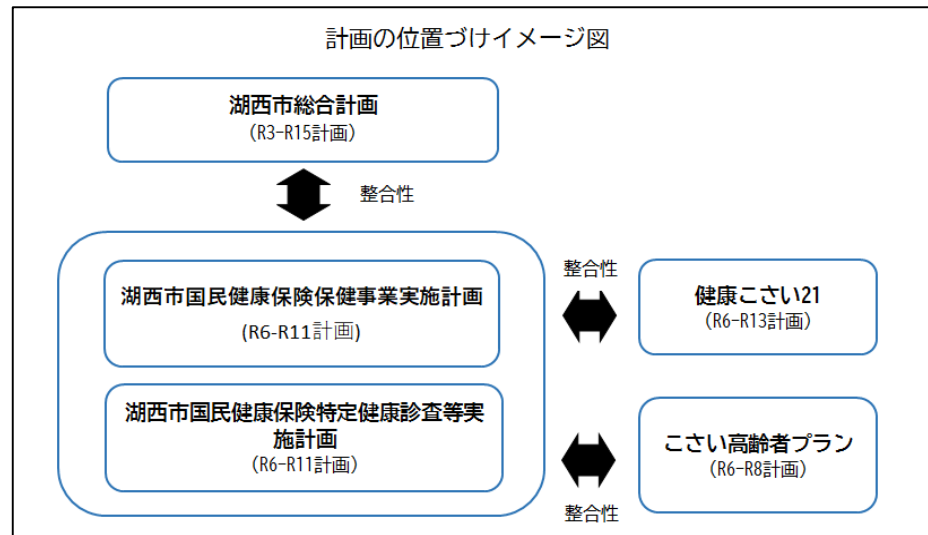 計画の位置づけイメージ図
湖西市総合計画
(R3-R15計画)
整合性
湖西市国民健康保険保健事業実施計画
(R6-R11計画)
湖西市国民健康保険特定健康診査等実
施計画
(R6-R11計画)
整合性
健康こさい21
(R6-R13計画)
こさい高齢者プラン
(R6-R8計画)
整合性